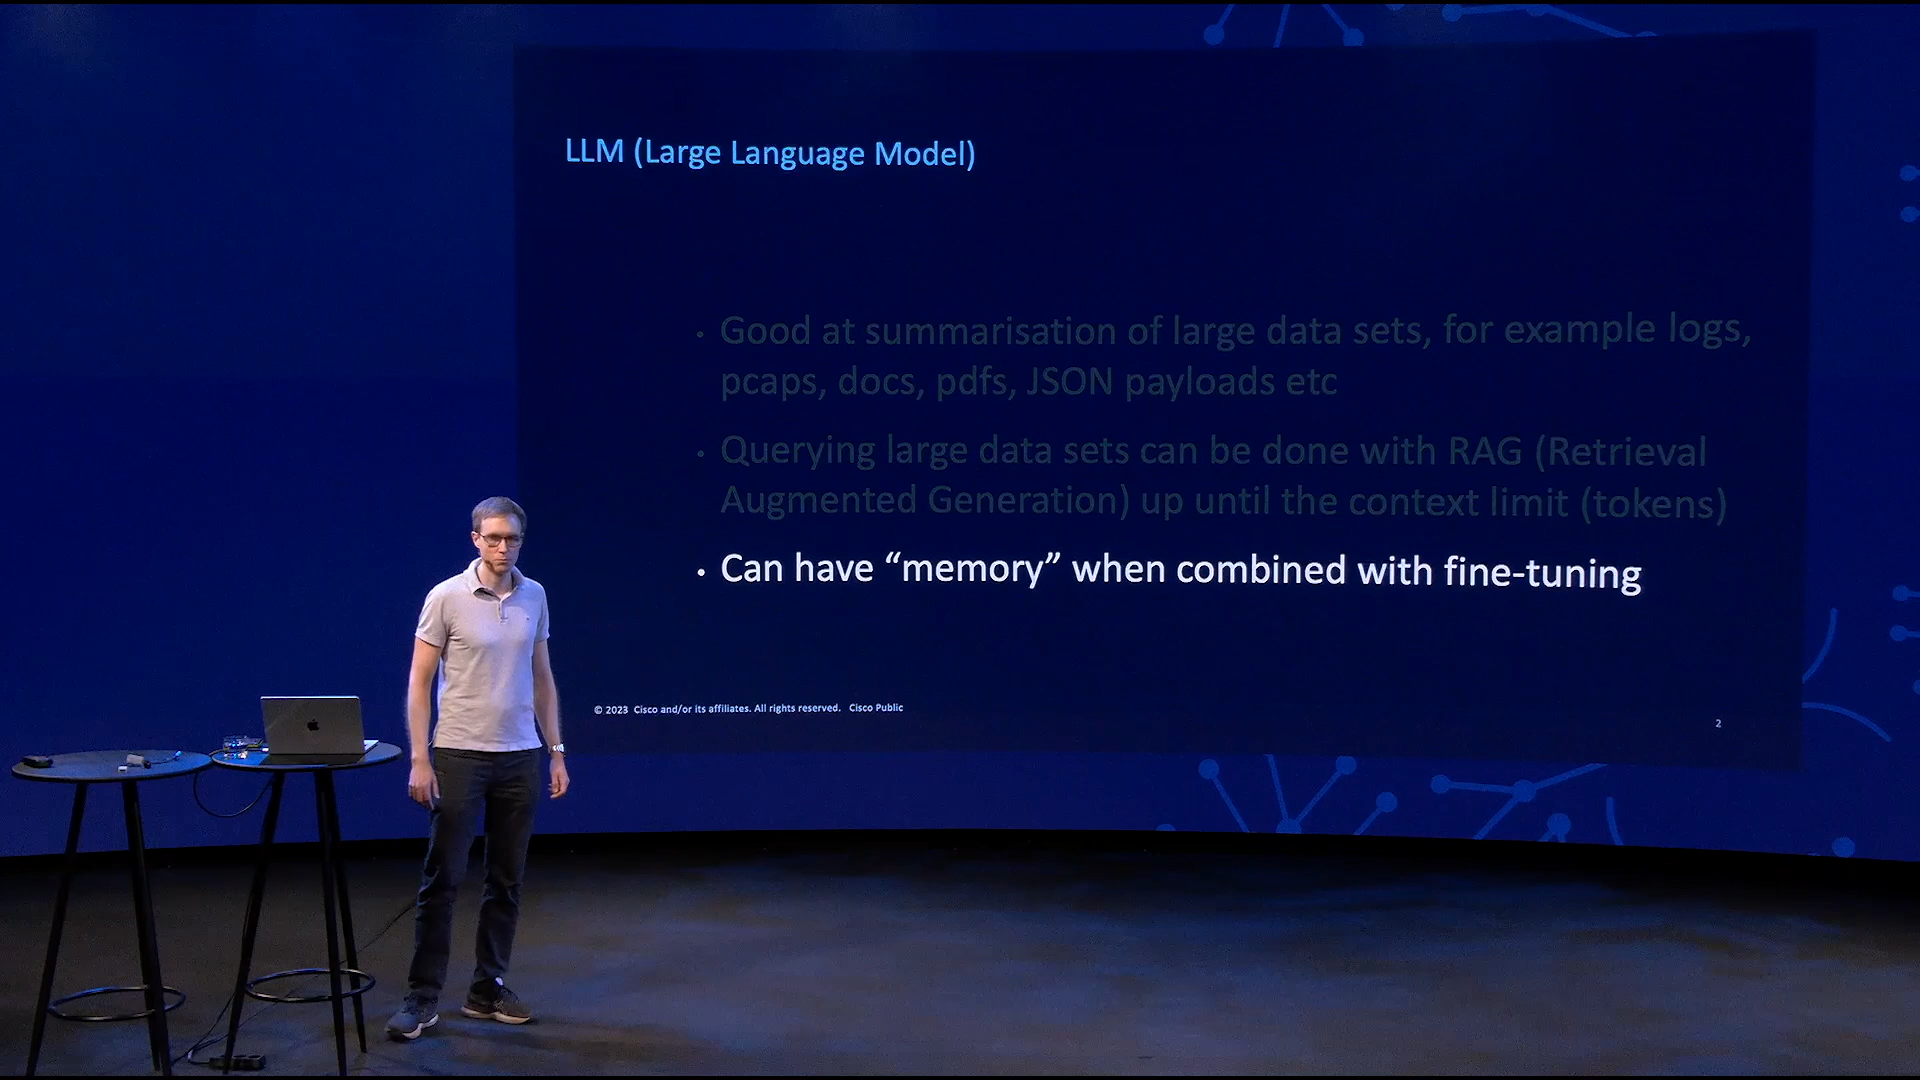 LLM (Large Language Model)
• Good at summarisation of large data sets, for example logs,
pcaps, docs, pdfs, JSON payloads etc
• Querying large data sets can be done with RAG (Retrieval
Augmented Generation) up until the context limit (tokens)
• Can have “memory” when combined with fine-tuning
© 2023 Cisco and/or its affiliates. All rights reserved. Cisco Public
2